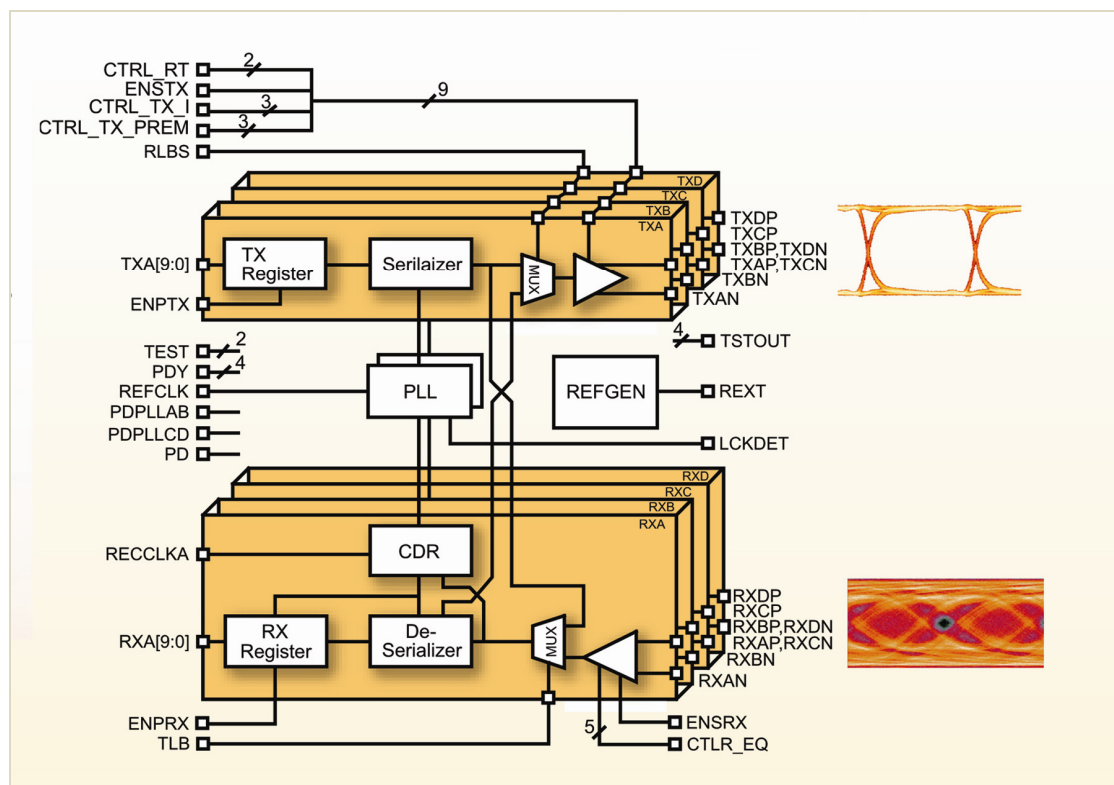 CTRL_RT
2
ENSTX
CTRL_TX_I
3
CTRL_TX_PREM
3
9
RLBS
TXD
TXC
TXB
TXA
TXA[9:0]
TX
Register
Serilaizer
MUX
ENPTX
TXDP
TXCP
TXBP,TXDN
TXAP,TXCN
TXBN
TXAN
TEST
2
PDY
4
REFCLK
PDPLLAB
PDPLLCD
PD
PLL
REFGEN
4
TSTOUT
REXT
LCKDET
RXD
RXC
RXB
RXA
RECCLKA
CDR
RXA[9:0]
RX
Register
De-
Serializer
MUX
RXDP
RXCP
RXBP,RXDN
RXAP,RXCN
RXBN
RXAN
ENPRX
TLB
5
ENSRX
CTLR_EQ